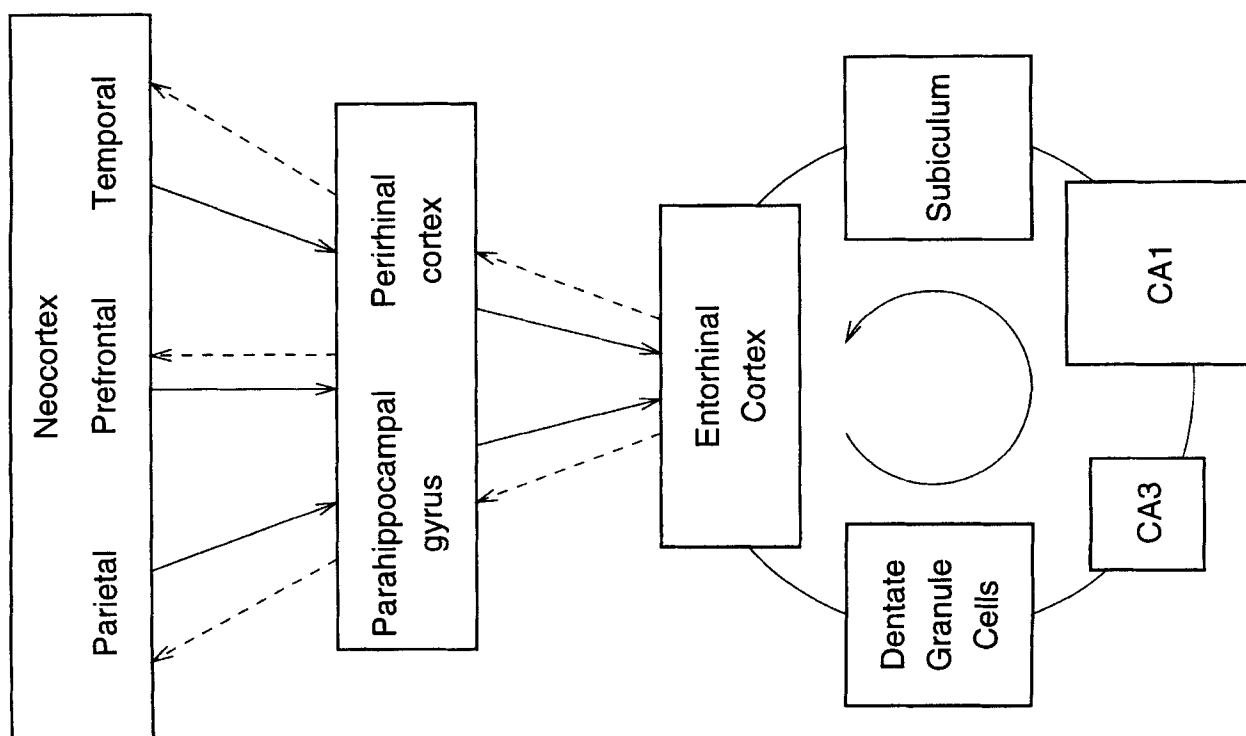 Neocortex
Parietal Prefrontal Temporal
Parahippocampal
gyrus
Perirhinal
cortex
Entorhinal
Cortex
Dentate
Granule
Cells
Subiculum
CA3
CA1